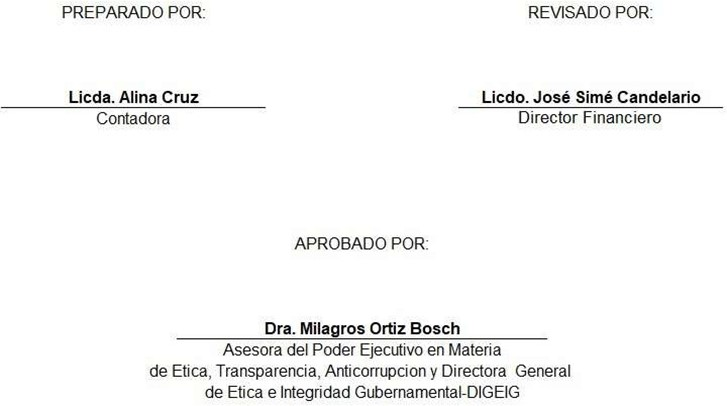 PREPARADO POR:
REVISADO POR:
Licda. Alina Cruz
Contadora
Licdo. José Simé Candelario
Director Financiero
APROBADO POR:
Dra. Milagros Ortiz Bosch
Asesora del Poder Ejecutivo en Materia
de Etica, Transparencia, Anticorrupcion y Directora General
de Etica e Integridad Gubernamental-DIGEIG